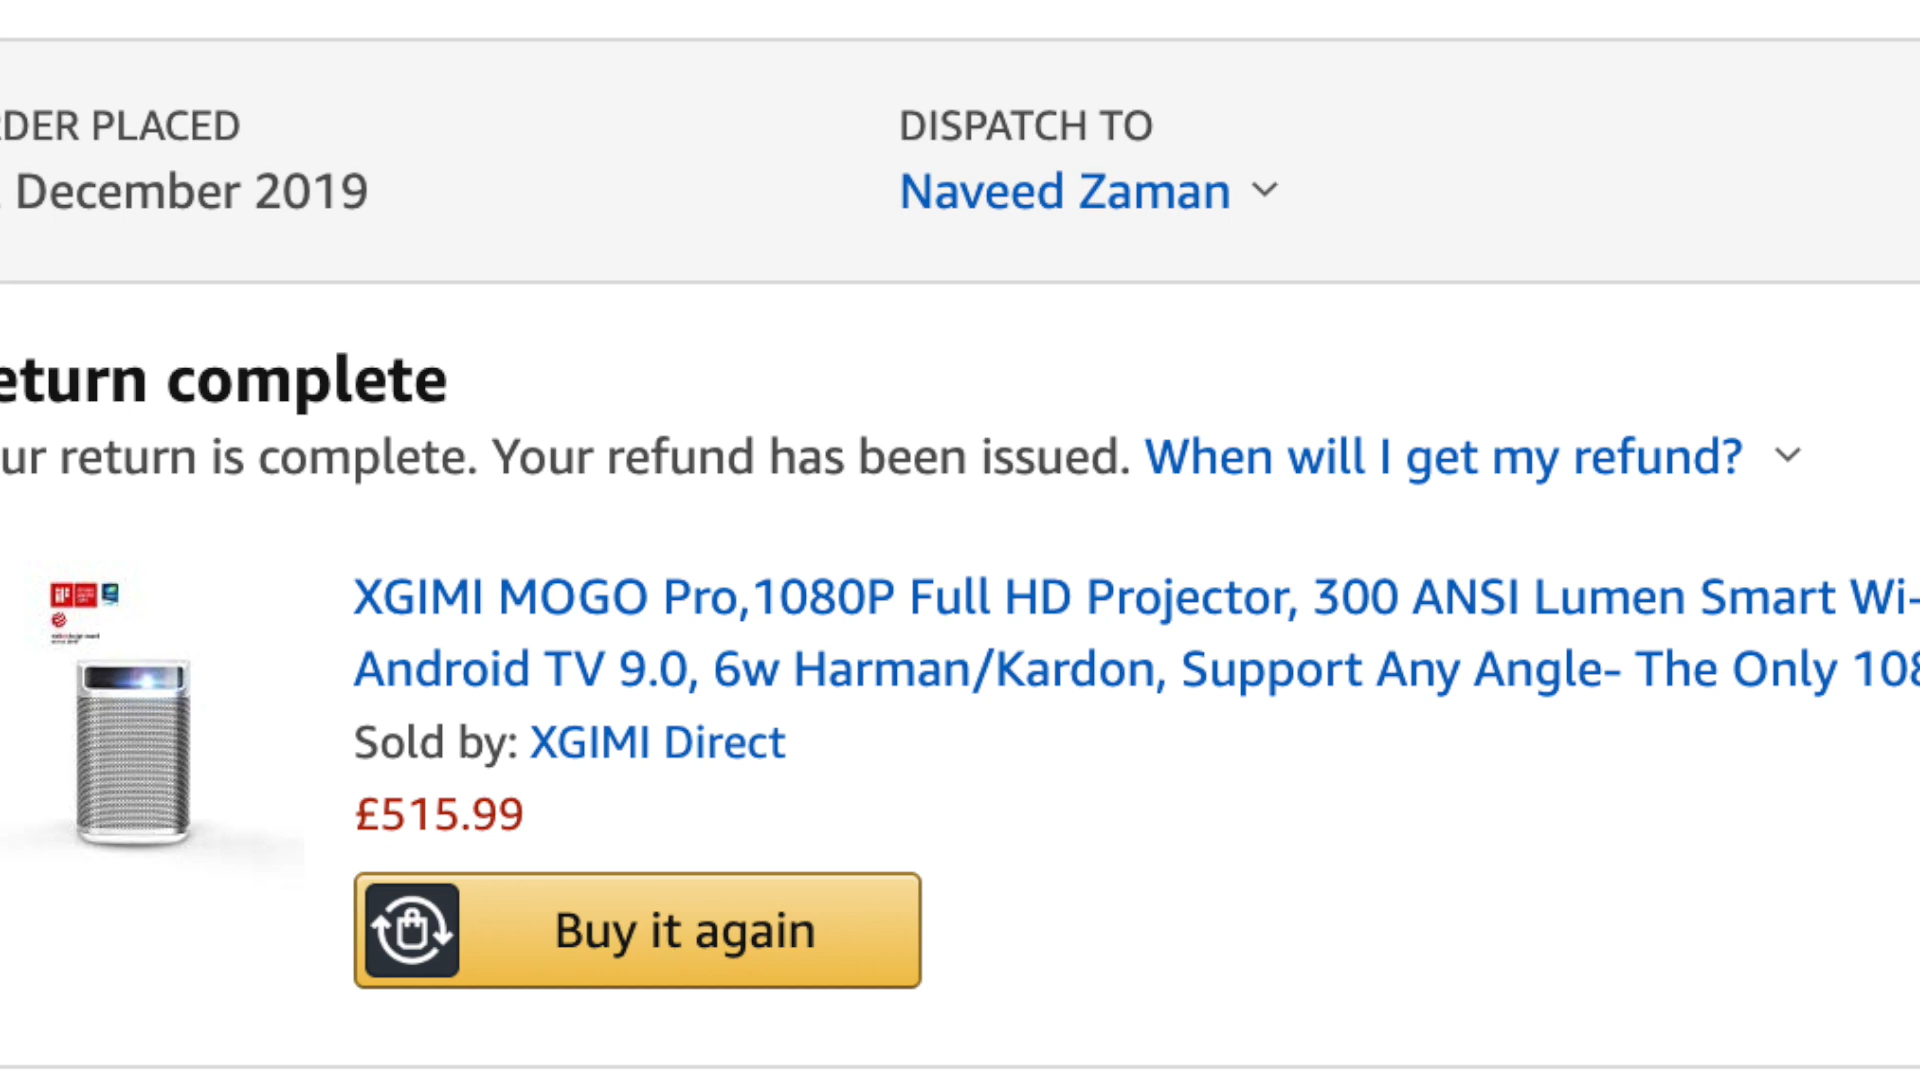 RDER PLACED
DISPATCH TO
December 2019
Naveed Zaman
eturn complete
ur return is complete. Your refund has been issued. When will I get my refund?
XGIMI MOGO Pro,1080P Full HD Projector, 300 ANSI Lumen Smart Wi-
Android TV 9.0, 6w Harman/Kardon, Support Any Angle- The Only 108
Sold by: XGIMI Direct
£515.99
Buy it again